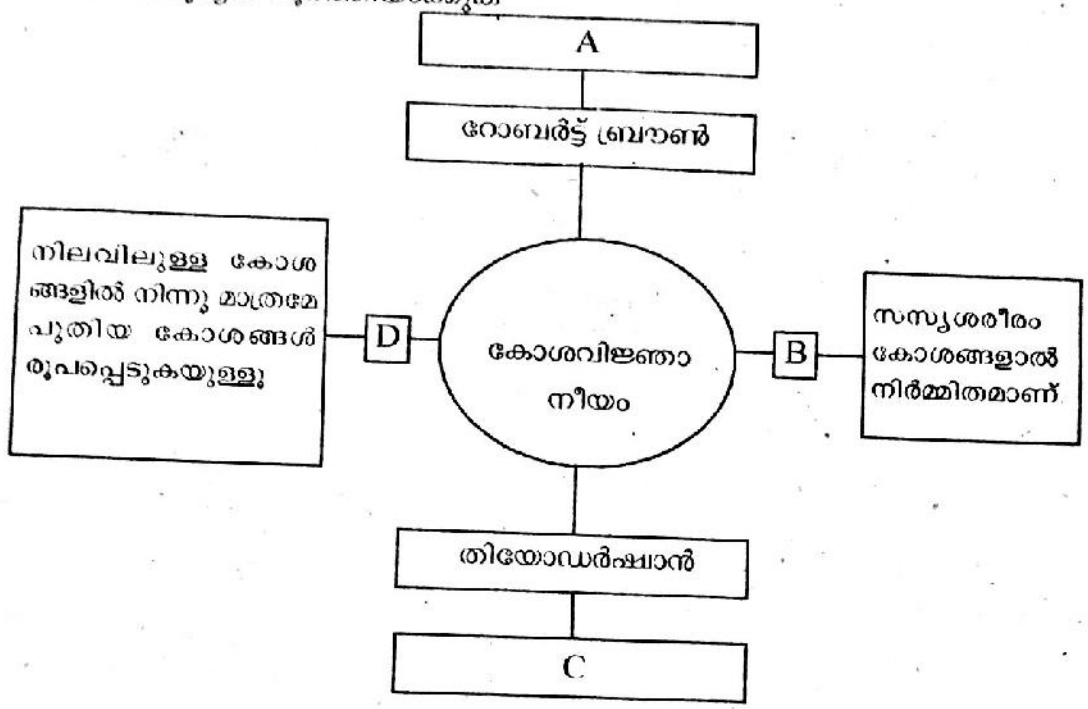 A
റോബർട്ട് ബ്രൗൺ
നിലവിലുള്ള കോശ
ങ്ങളിൽ നിന്നു മാത്രമേ
പുതിയ കോശങ്ങൾ
രൂപപ്പെടുകയുള്ളൂ
D
കോശവിജ്ഞാ
നീയം
B
സസ്യശരീരം
കോശങ്ങളാൽ
നിർമ്മിതമാണ്.
തിയോഡർഷ്വാൻ
C